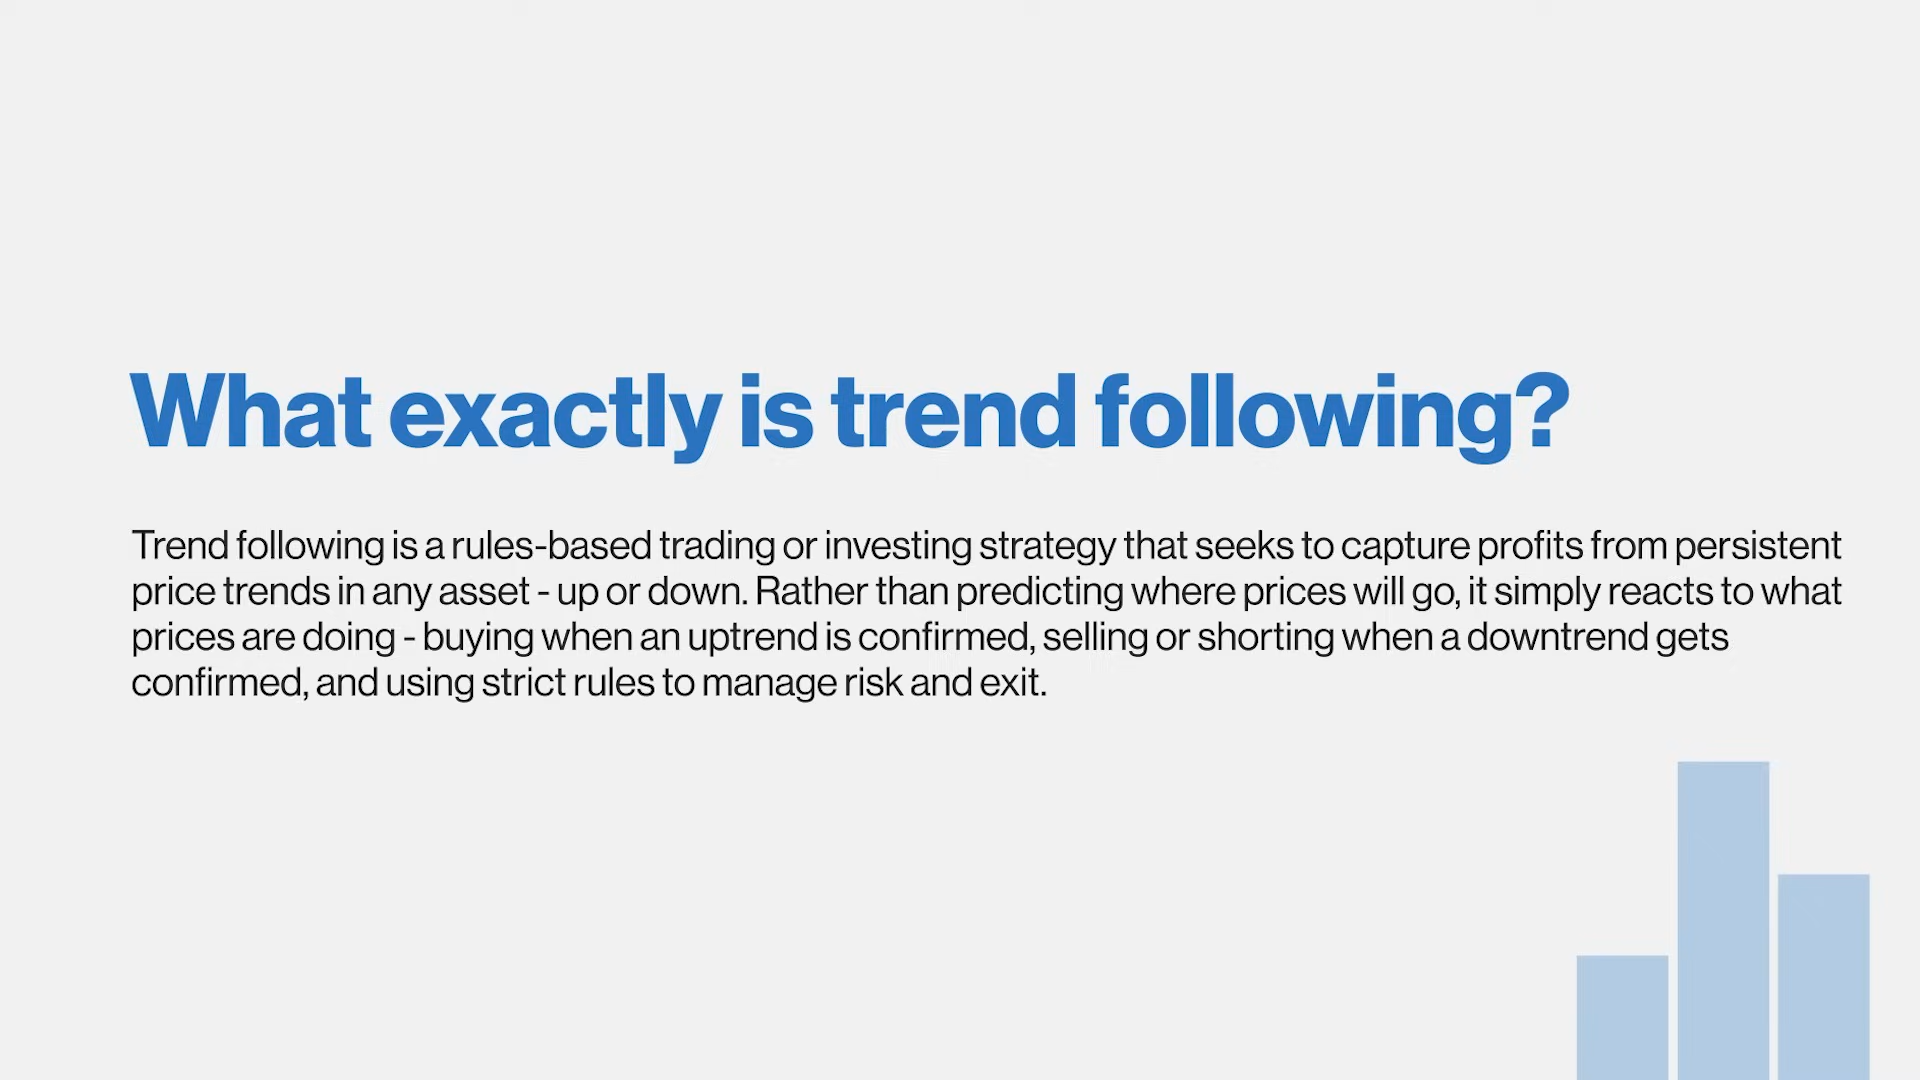 What exactly is trend following?
Trend following is a rules-based trading or investing strategy that seeks to capture profits from persistent
price trends in any asset - up or down. Rather than predicting where prices will go, it simply reacts to what
prices are doing - buying when an uptrend is confirmed, selling or shorting when a downtrend gets
confirmed, and using strict rules to manage risk and exit.